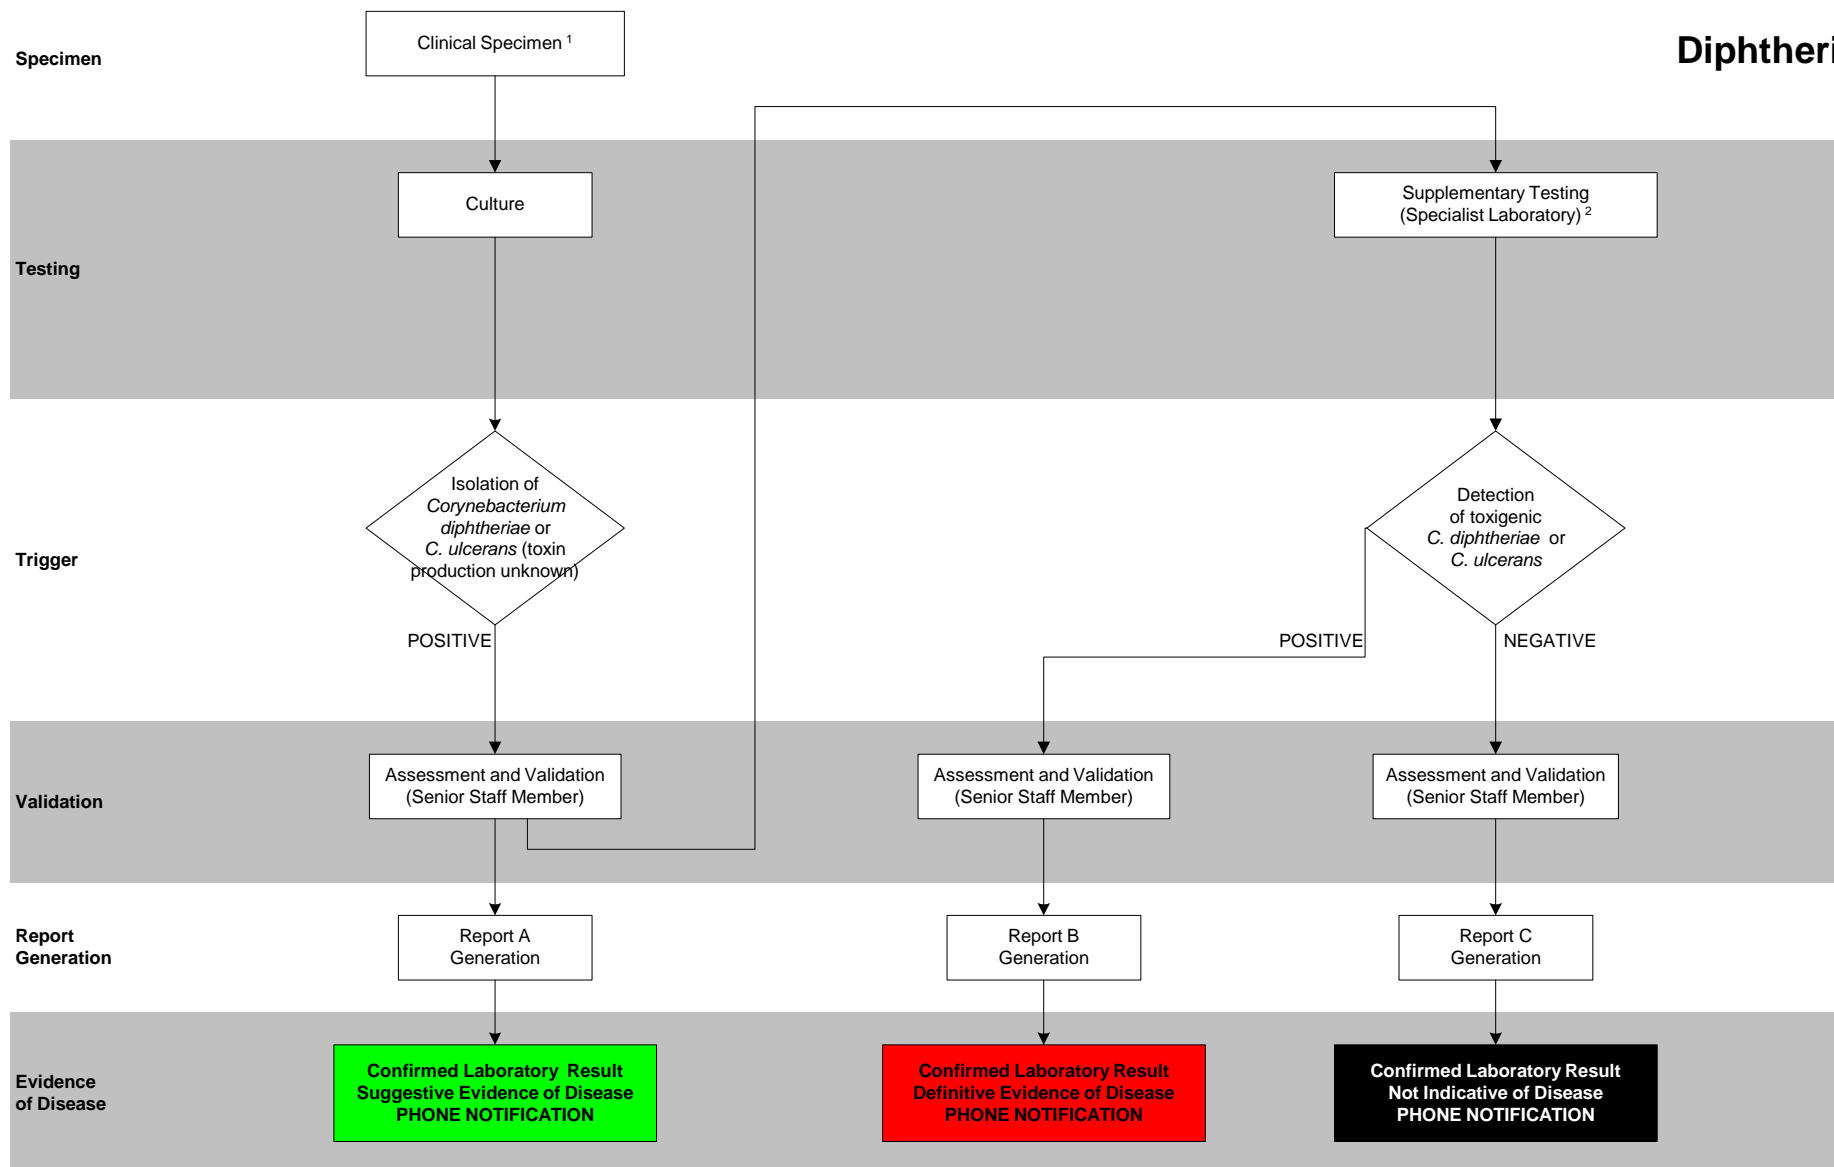 Diphtheri
Specimen
Clinical Specimen 1
Testing
Culture
Supplementary Testing
(Specialist Laboratory) 2
Trigger
Isolation of
Corynebacterium
diphtheriae or
C. ulcerans (toxin
production unknown)
POSITIVE
Detection
of toxigenic
C. diphtheriae or
C. ulcerans
POSITIVE
NEGATIVE
Validation
Assessment and Validation
(Senior Staff Member)
Assessment and Validation
(Senior Staff Member)
Assessment and Validation
(Senior Staff Member)
Report
Generation
Report A
Generation
Report B
Generation
Report C
Generation
Evidence
of Disease
Confirmed Laboratory Result
Suggestive Evidence of Disease
PHONE NOTIFICATION
Confirmed Laboratory Result
Definitive Evidence of Disease
PHONE NOTIFICATION
Confirmed Laboratory Result
Not Indicative of Disease
PHONE NOTIFICATION